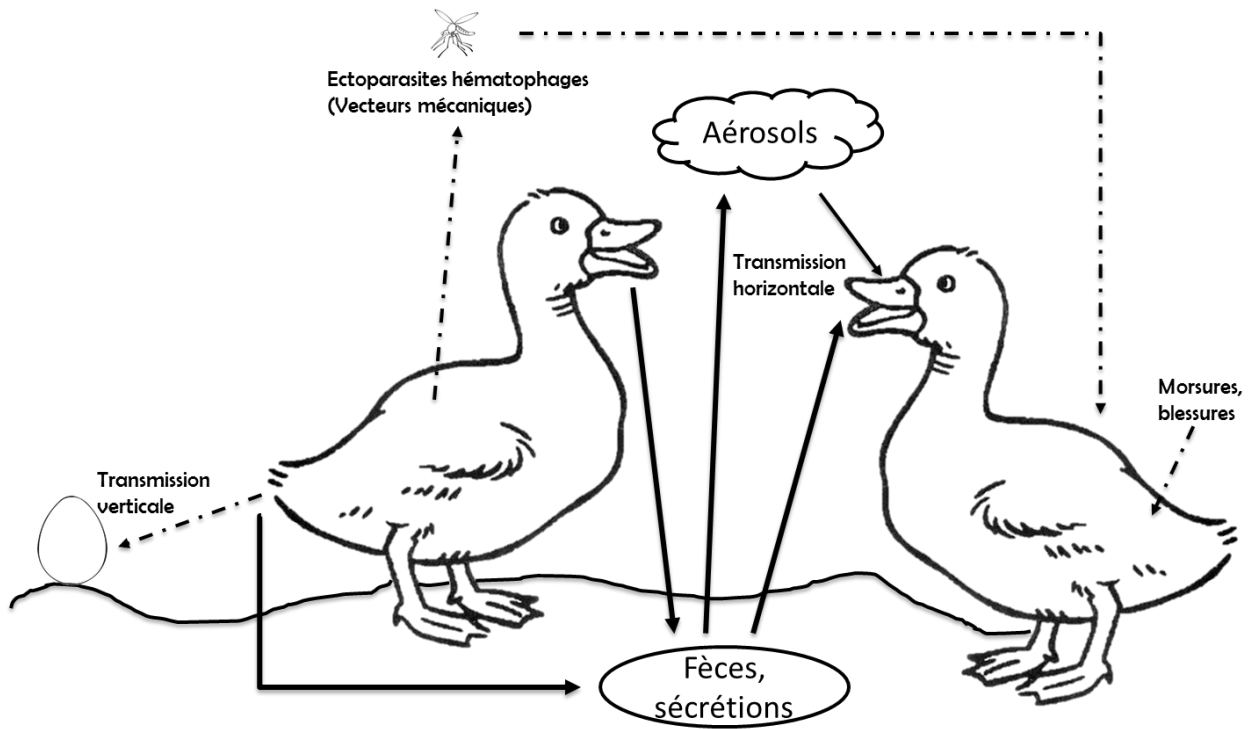 Ectoparasites hématophages
(Vecteurs mécaniques)
Aérosols
Transmission
horizontale
Morsures,
blessures
Transmission
verticale
Fèces,
sécrétions